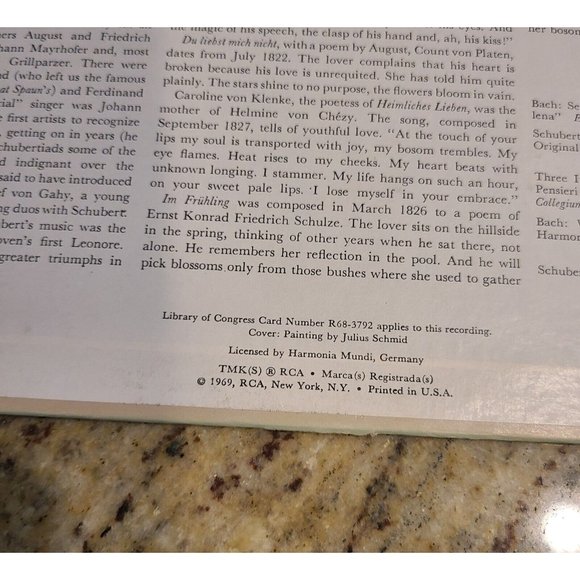 ers August and Friedrich
hann Mayrhofer and, most
Grillparzer. There were
d (who left us the famous
at Spaun's) and Ferdinand
cial" singer was Johann
e first artists to recognize
, getting on in years (he
chubertiads some of the
d indignant over the
said to have introduced
ef von Gahy, a young
ng duos with Schubert.
bert's music was the
oven's first Leonore.
greater triumphs in
the magic of his speech, the clasp of his hand and, ah, his kiss!"
Du liebst mich nicht, with a poem by August, Count von Platen,
dates from July 1822. The lover complains that his heart is
broken because his love is unrequited. She has told him quite
plainly. The stars shine to no purpose, the flowers bloom in vain.
Caroline von Klenke, the poetess of Heimliches Lieben, was the
mother of Helmine von Chézy. The song, composed in
September 1827, tells of youthful love. "At the touch of your
lips my soul is transported with joy, my bosom trembles. My
eye flames. Heat rises to my cheeks. My heart beats with
unknown longing. I stammer. My life hangs on such an hour,
on your sweet pale lips. 'I lose myself in your embrace."
Im Frühling was composed in March 1826 to a poem of
Ernst Konrad Friedrich Schulze. The lover sits on the hillside
in the spring, thinking of other years when he sat there, not
alone. He remembers her reflection in the pool. And he will
pick blossoms only from those bushes where she used to gather
Library of Congress Card Number R68-3792 applies to this recording.
Cover: Painting by Julius Schmid
Licensed by Harmonia Mundi, Germany
TMK(S) ® RCA • Marca(s) Registrada(s)
© 1969, RCA, New York, N.Y. • Printed in U.S.A.
her boson
Bach: Se
lena"
Schubert
Original
Three I
Pensieri
Collegium
Bach:
Harmon
Schubert